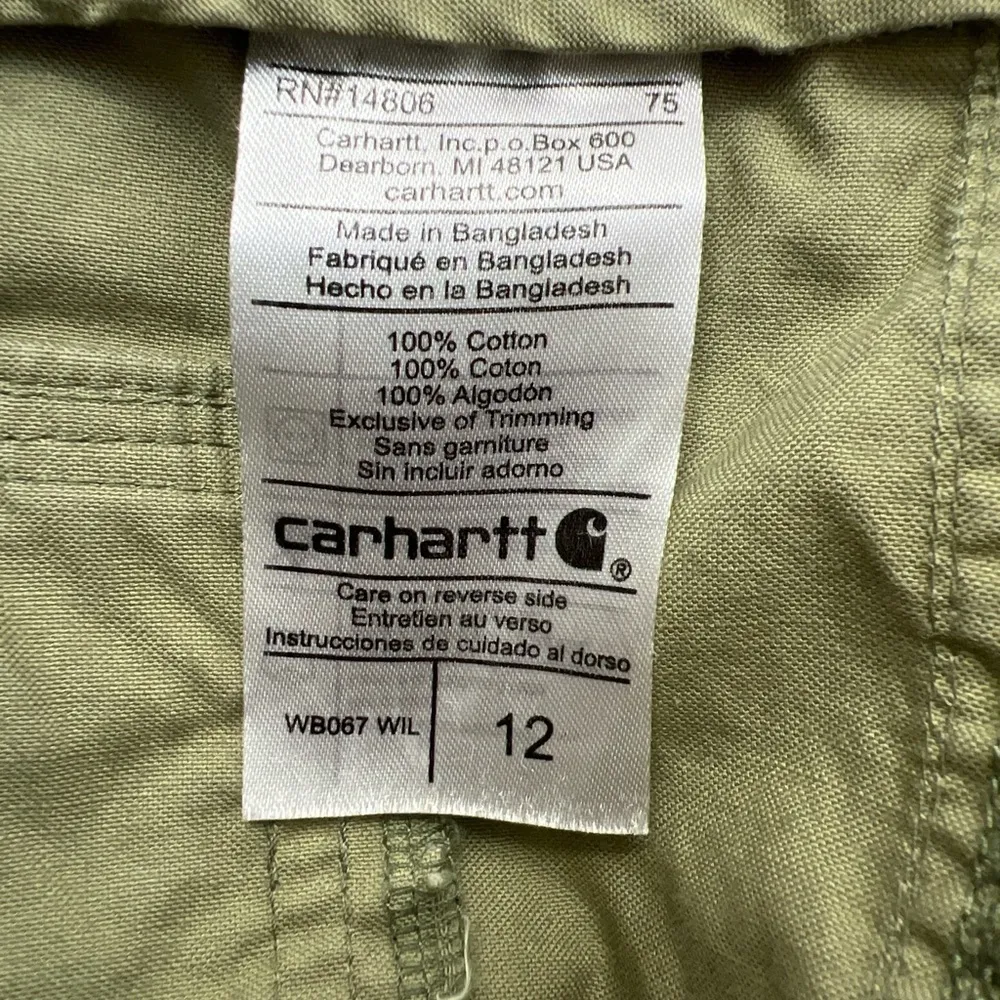 RN#14806 75
Carhartt, Inc.p.o.Box 600
Dearborn, MI 48121 USA
carhartt.com
Made in Bangladesh
Fabriqué en Bangladesh
Hecho en la Bangladesh
100% Cotton
100% Coton
100% Algodón
Exclusive of Trimming
Sans garniture
Sin incluir adorno
carhartt ®
Care on reverse side
Entretien au verso
Instrucciones de cuidado al dorso
WB067 WIL 12